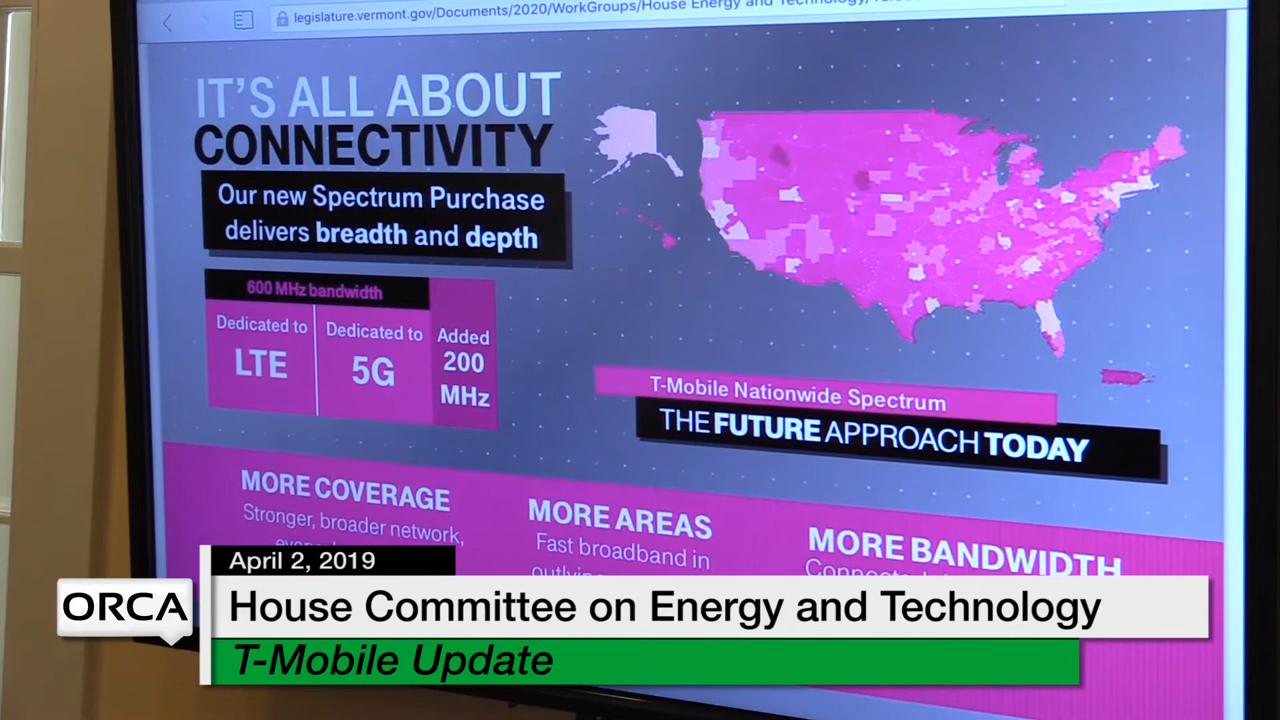 legislature.vermont.gov/Documents/2020/WorkGroups/House Energy and Technology/
IT'S ALL ABOUT
CONNECTIVITY
Our new Spectrum Purchase
delivers breadth and depth
600 MHz bandwidth
Dedicated to
LTE
Dedicated to
5G
Added
200
MHz
T-Mobile Nationwide Spectrum
THE FUTURE APPROACH TODAY
MORE COVERAGE
Stronger, broader network,
MORE AREAS
Fast broadband in
MORE BANDWIDTH
April 2, 2019
ORCA
House Committee on Energy and Technology
T-Mobile Update